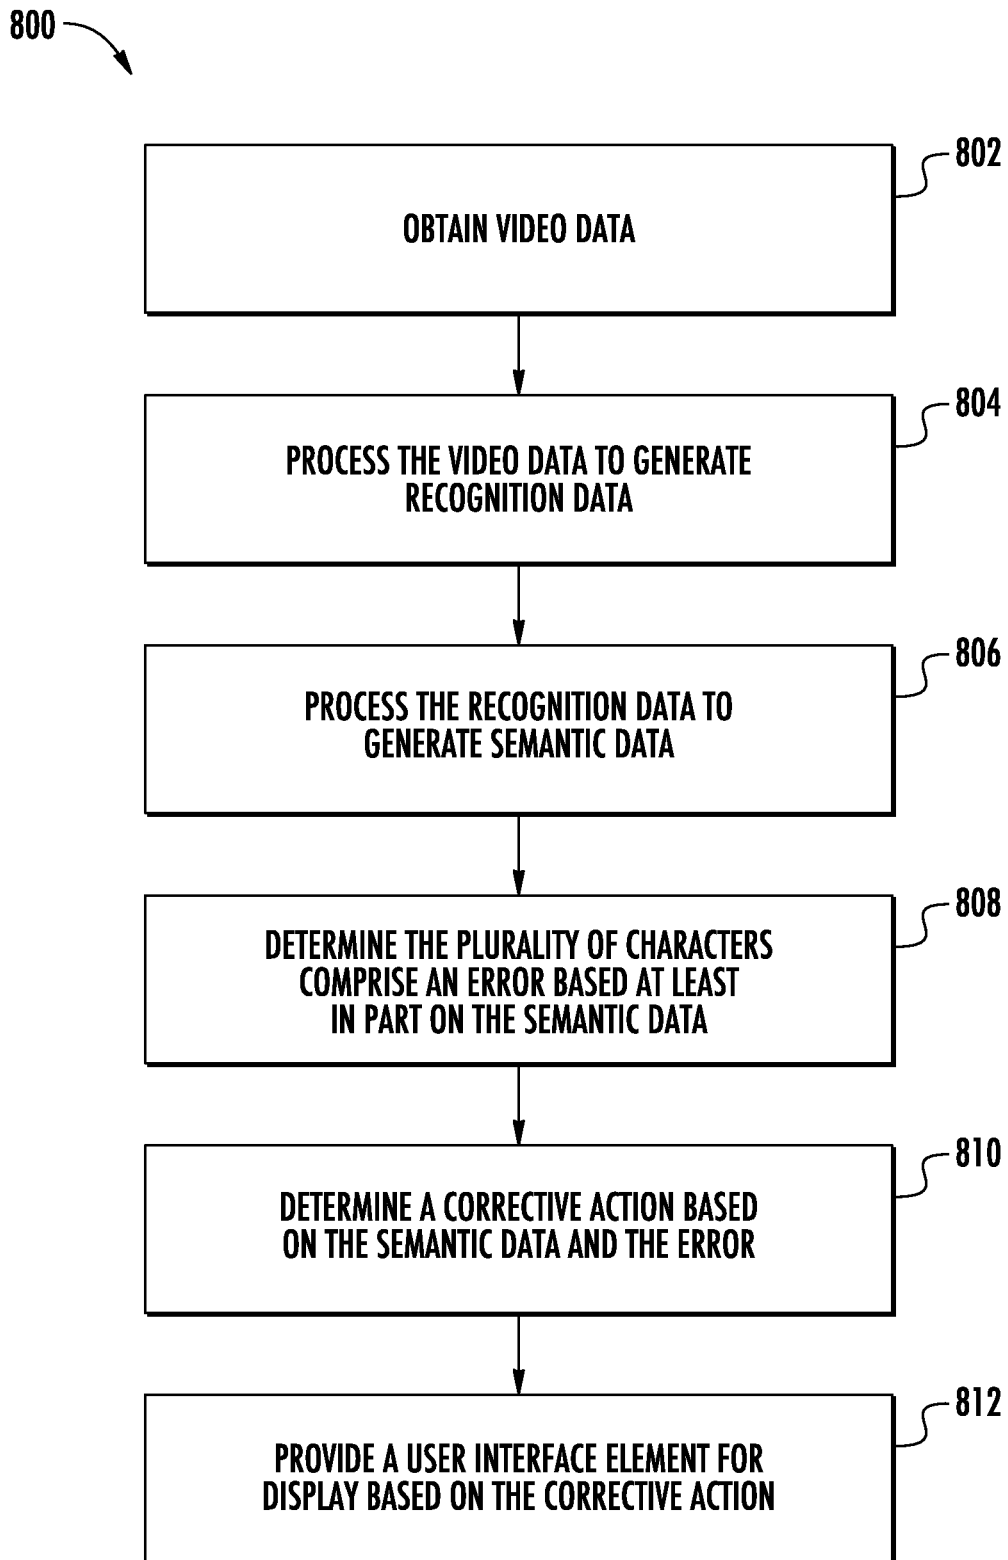 800
802
OBTAIN VIDEO DATA
804
PROCESS THE VIDEO DATA TO GENERATE
RECOGNITION DATA
806
PROCESS THE RECOGNITION DATA TO
GENERATE SEMANTIC DATA
808
DETERMINE THE PLURALITY OF CHARACTERS
COMPRISE AN ERROR BASED AT LEAST
IN PART ON THE SEMANTIC DATA
810
DETERMINE A CORRECTIVE ACTION BASED
ON THE SEMANTIC DATA AND THE ERROR
812
PROVIDE A USER INTERFACE ELEMENT FOR
DISPLAY BASED ON THE CORRECTIVE ACTION